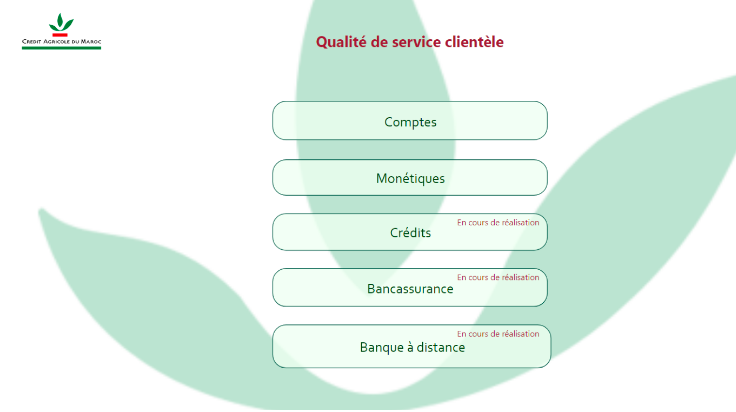 CRÉDIT AGRICOLE DU MAROC
Qualité de service clientèle
Comptes
Monétiques
En cours de réalisation
Crédits
En cours de réalisation
Bancassurance
En cours de réalisation
Banque à distance